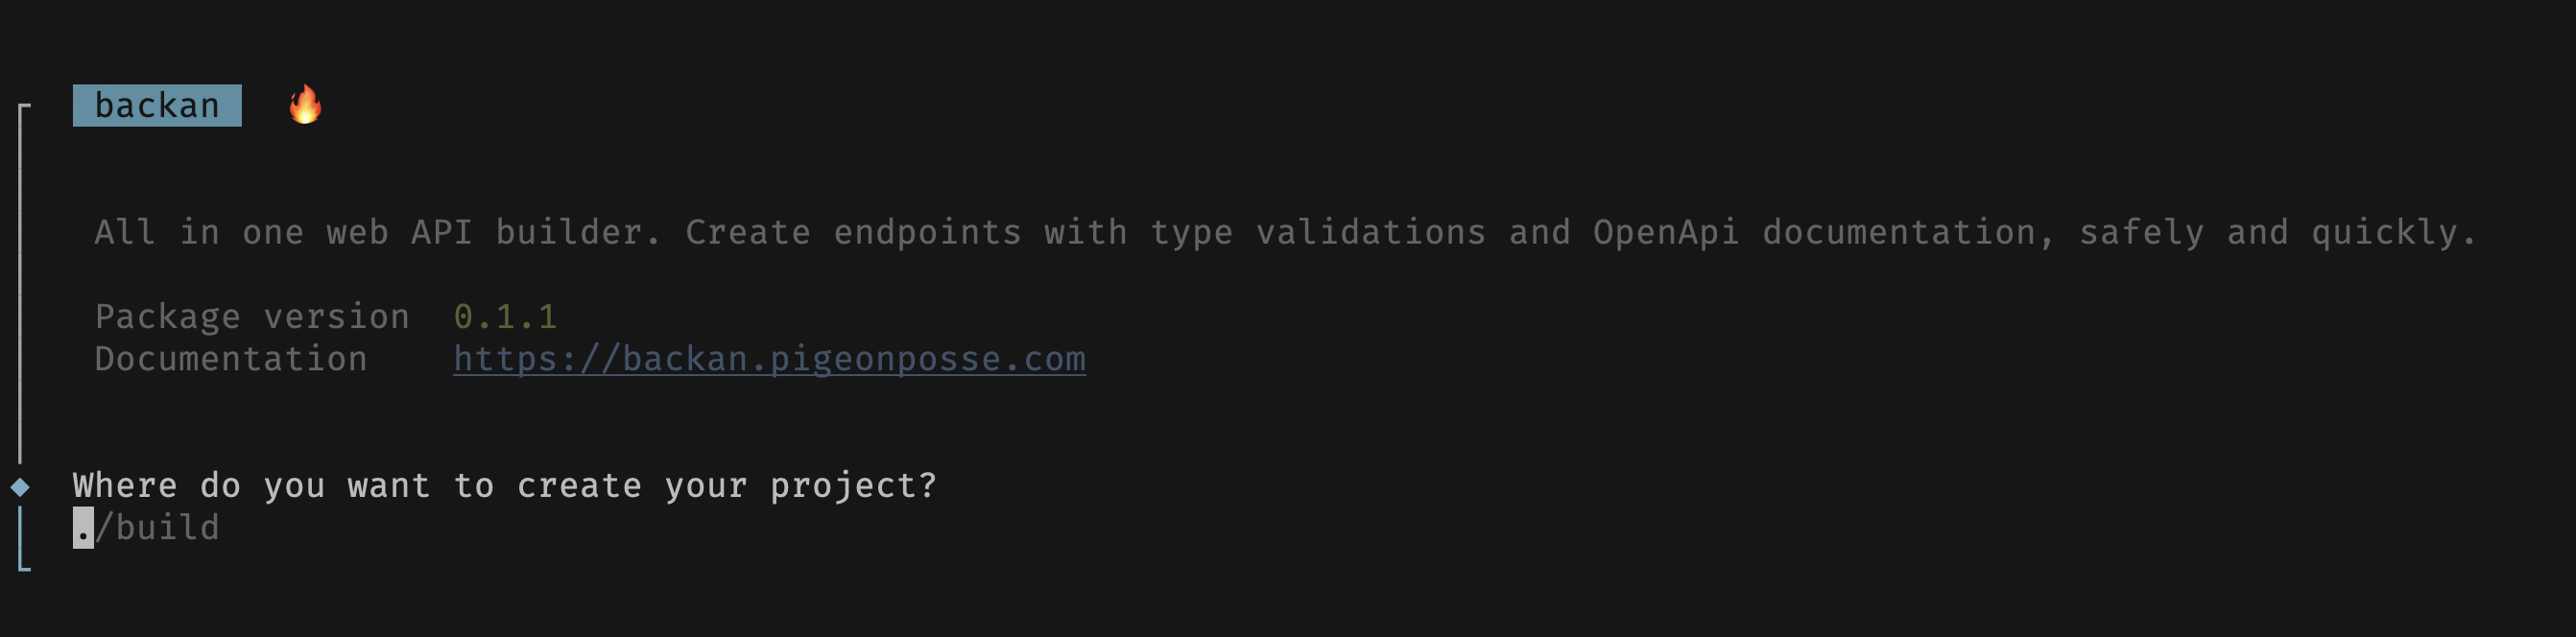 backan 🔥
All in one web API builder. Create endpoints with type validations and OpenApi documentation, safely and quickly.
Package version 0.1.1
Documentation https://backan.pigeonposse.com
Where do you want to create your project?
./build